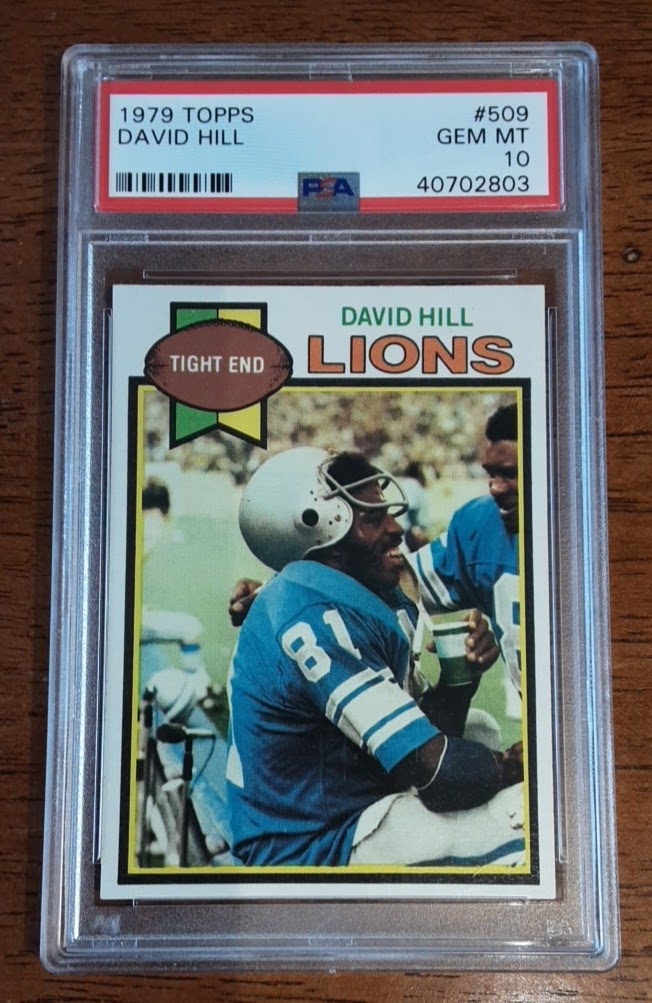 1979 TOPPS #509
DAVID HILL GEM MT
10
PSA 40702803
DAVID HILL
TIGHT END LIONS
81